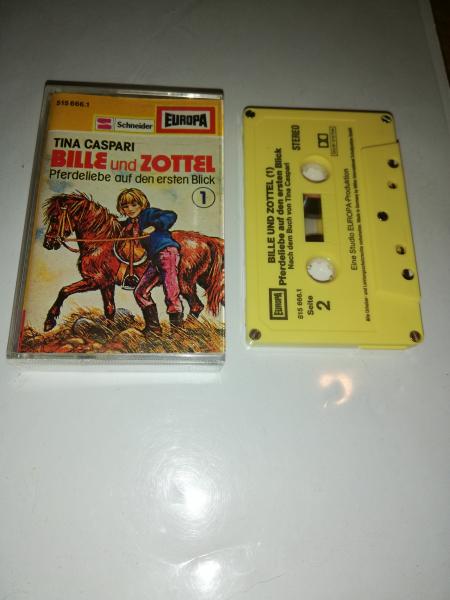 515 666.1
Schneider
EUROPA
TINA CASPARI
BILLE und ZOTTEL
Pferdeliebe auf den ersten Blick
1
BILLE UND ZOTTEL (1)
Pferdeliebe auf den ersten Blick
Nach dem Buch von Tina Caspari
STEREO
EUROPA
515 666.1
Seite
2
Eine Studio EUROPA-Produktion